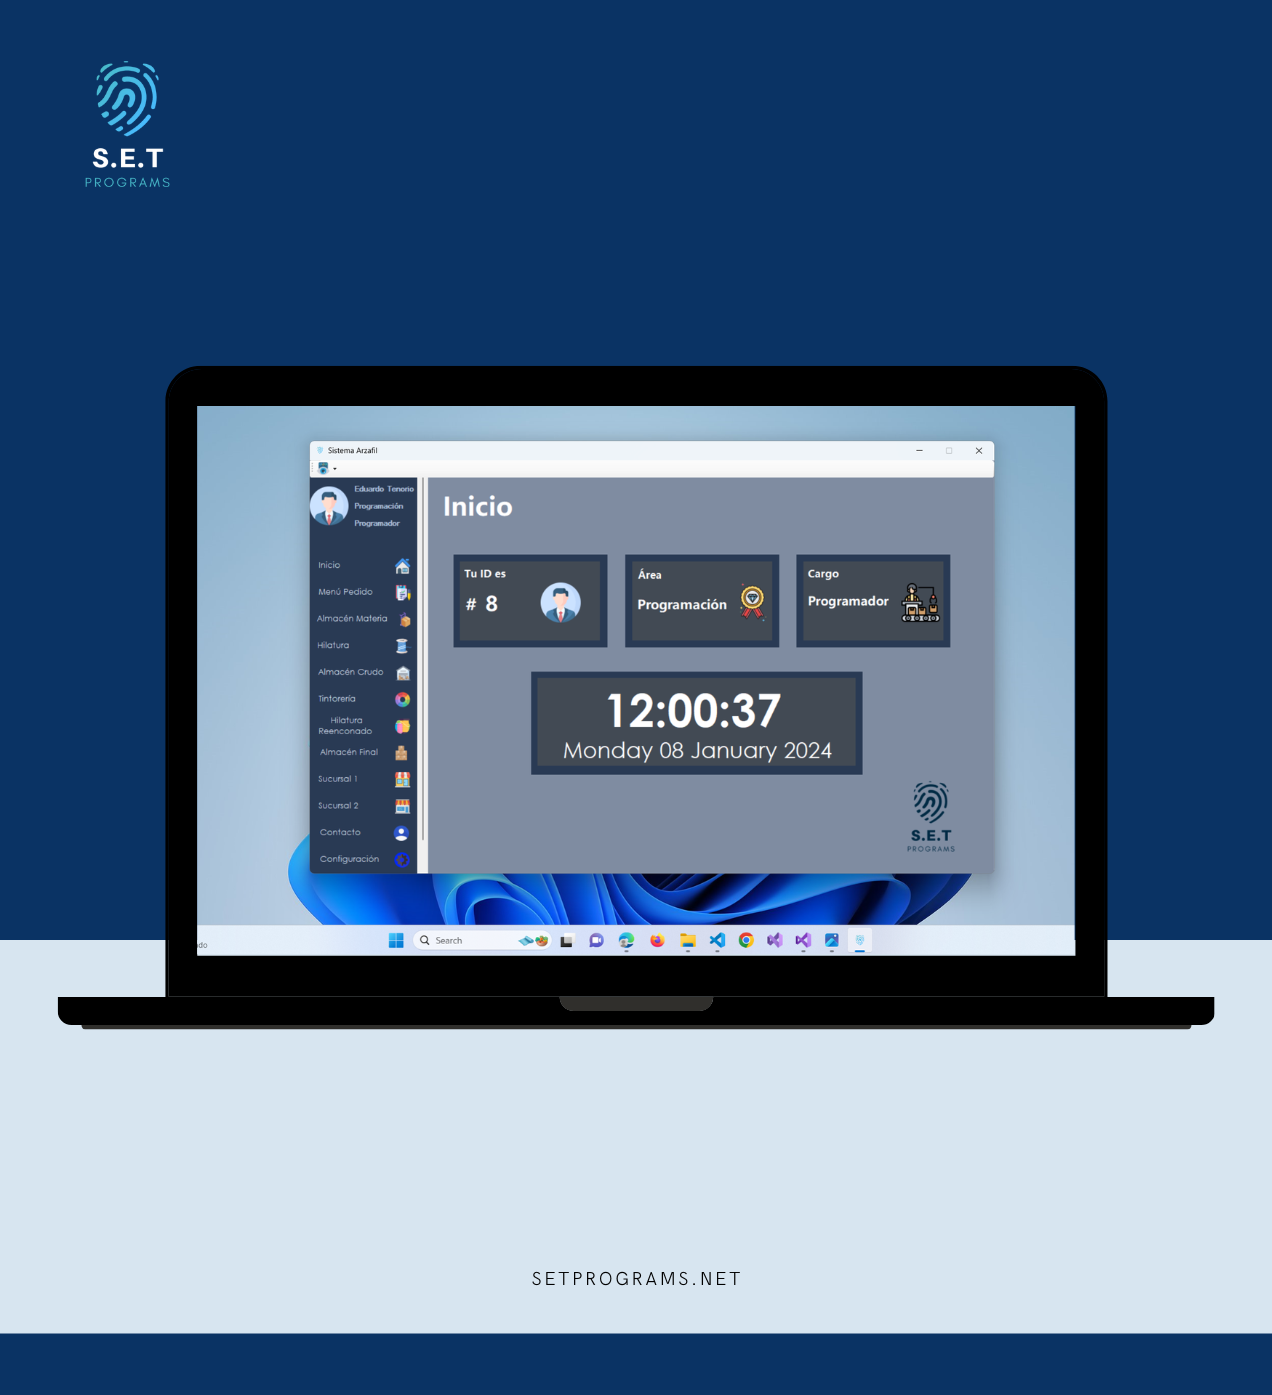 S.E.T
PROGRAMS
Sistema Arzafil
Eduardo Tenorio
Programación
Programador
Inicio
Menú Pedido
Almacén Materia
Hilatura
Almacén Crudo
Tintorería
Hilatura
Reenconado
Almacén Final
Sucursal 1
Sucursal 2
Contacto
Configuración
Inicio
Tu ID es
# 8
Área
Programación
Cargo
Programador
12:00:37
Monday 08 January 2024
S.E.T
PROGRAMS
Search
SETPROGRAMS.NET